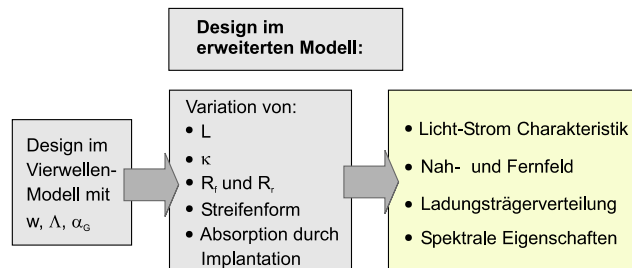 Design im
erweiterten Modell:
Design im
Vierwellen-
Modell mit
w, Λ, α_G
Variation von:
• L
• κ
• R_f und R_r
• Streifenform
• Absorption durch
Implantation
• Licht-Strom Charakteristik
• Nah- und Fernfeld
• Ladungsträgerverteilung
• Spektrale Eigenschaften